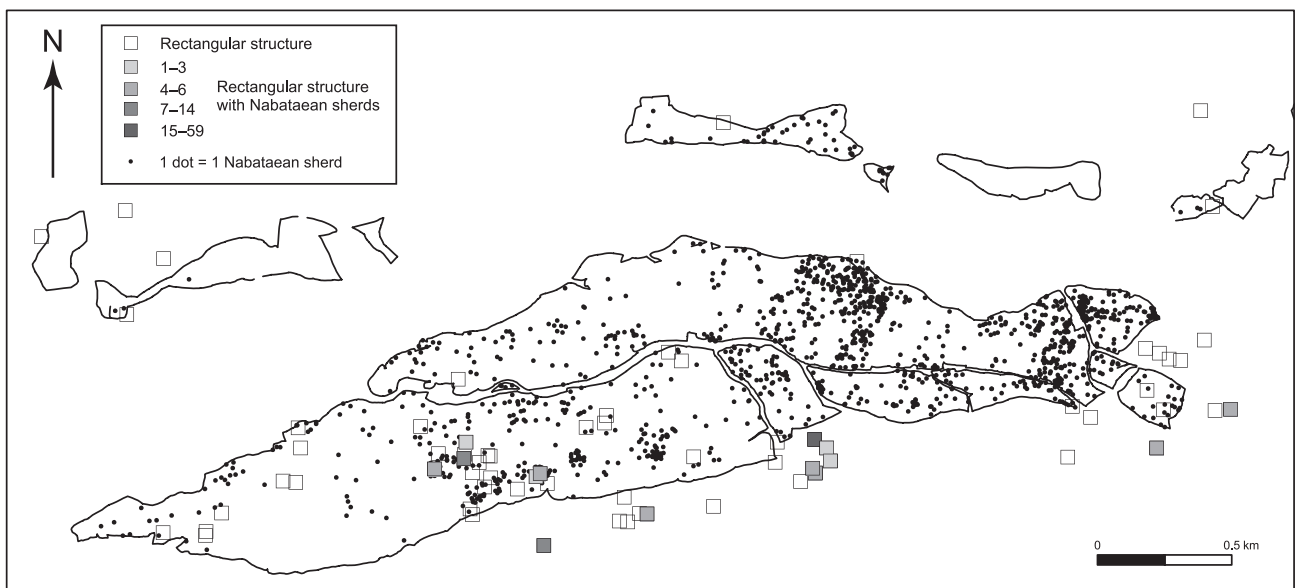 N
Rectangular structure
1–3
4–6
Rectangular structure
with Nabataean sherds
7–14
15–59
1 dot = 1 Nabataean sherd
0
0.5 km